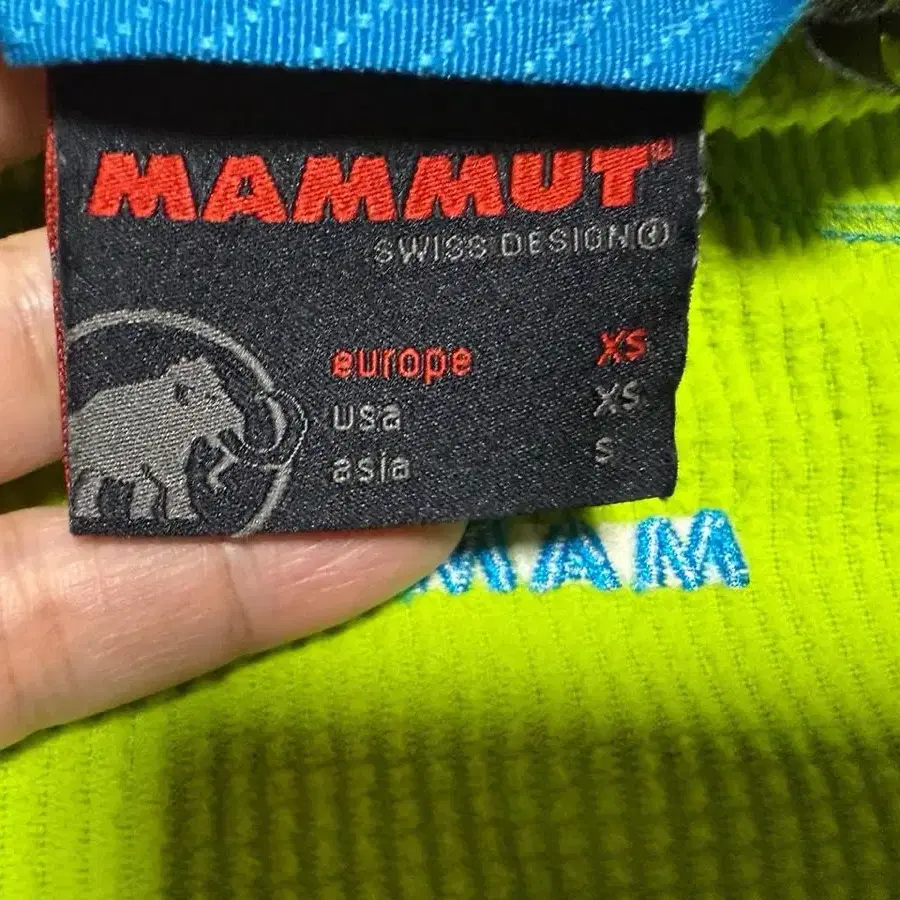 MAMMUT®
SWISS DESIGN
europe XS
usa XS
asia S
MAM